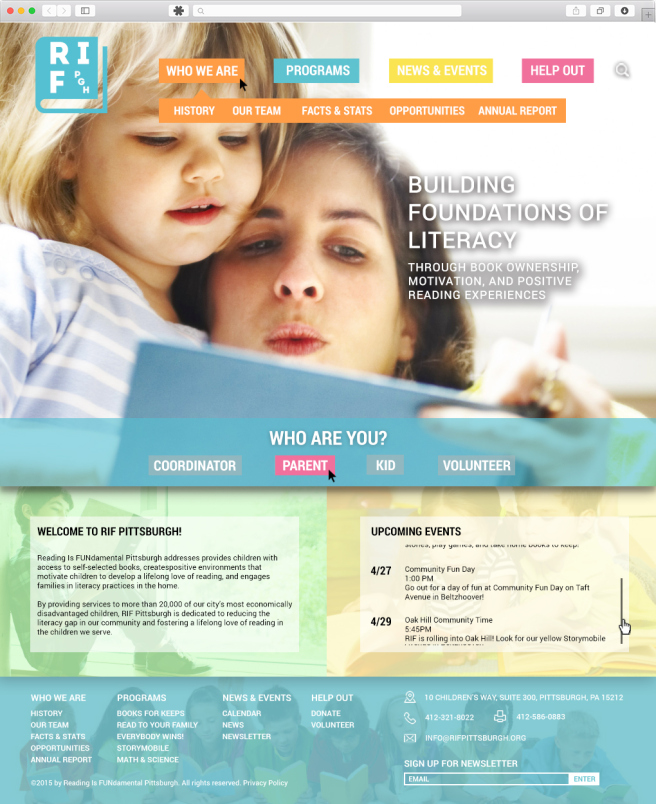 RI
F PGH
WHO WE ARE PROGRAMS NEWS & EVENTS HELP OUT
HISTORY OUR TEAM FACTS & STATS OPPORTUNITIES ANNUAL REPORT
BUILDING
FOUNDATIONS OF
LITERACY
THROUGH BOOK OWNERSHIP,
MOTIVATION, AND POSITIVE
READING EXPERIENCES
WHO ARE YOU?
COORDINATOR PARENT KID VOLUNTEER
WELCOME TO RIF PITTSBURGH!
Reading Is FUNdamental Pittsburgh addresses provides children with
access to self-selected books, createspositive environments that
motivate children to develop a lifelong love of reading, and engages
families in literacy practices in the home.
By providing services to more than 20,000 of our city's most economically
disadvantaged children, RIF Pittsburgh is dedicated to reducing the
literacy gap in our community and fostering a lifelong love of reading in
the children we serve.
UPCOMING EVENTS
stories, play games, and take home books to keep!
4/27 Community Fun Day
1:00 PM
Go out for a day of fun at Community Fun Day on Taft
Avenue in Beltzhoover!
4/29 Oak Hill Community Time
5:45PM
RIF is rolling into Oak Hill! Look for our yellow Storymobile
WHO WE ARE
HISTORY
OUR TEAM
FACTS & STATS
OPPORTUNITIES
ANNUAL REPORT
PROGRAMS
BOOKS FOR KEEPS
READ TO YOUR FAMILY
EVERYBODY WINS!
STORYMOBILE
MATH & SCIENCE
NEWS & EVENTS
CALENDAR
NEWS
NEWSLETTER
HELP OUT
DONATE
VOLUNTEER
10 CHILDREN'S WAY, SUITE 300, PITTSBURGH, PA 15212
412-321-8022 412-586-0883
INFO@RIFPITTSBURGH.ORG
SIGN UP FOR NEWSLETTER
EMAIL ENTER
©2015 by Reading Is FUNdamental Pittsburgh. All rights reserved. Privacy Policy